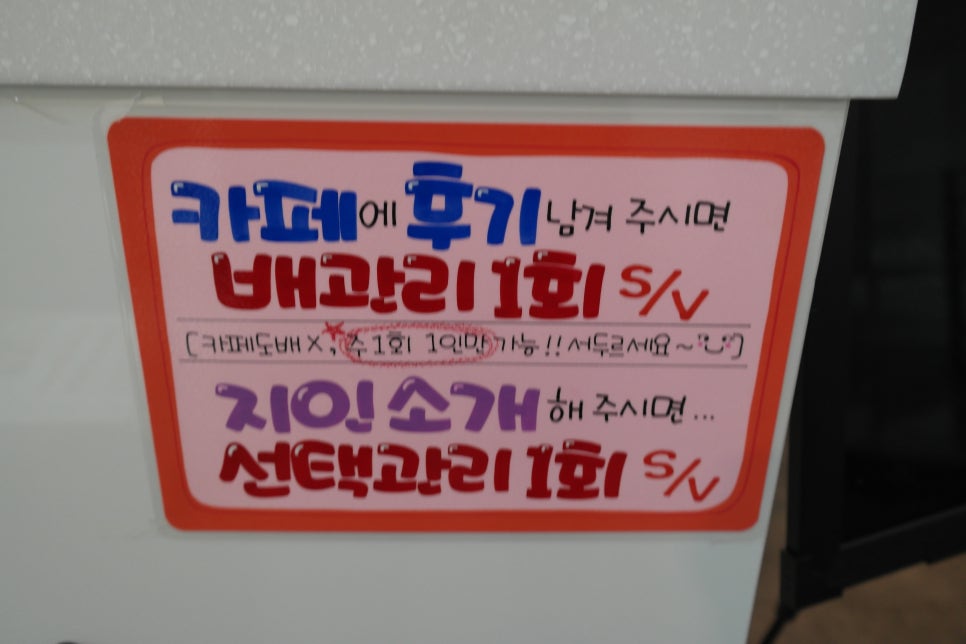 카페에 후기 남겨 주시면
배관리 1회 S/V
[카페도배X, 주 1회 1인만 가능!! 서두르세요~]
지인소개해 주시면...
선택관리 1회 S/V